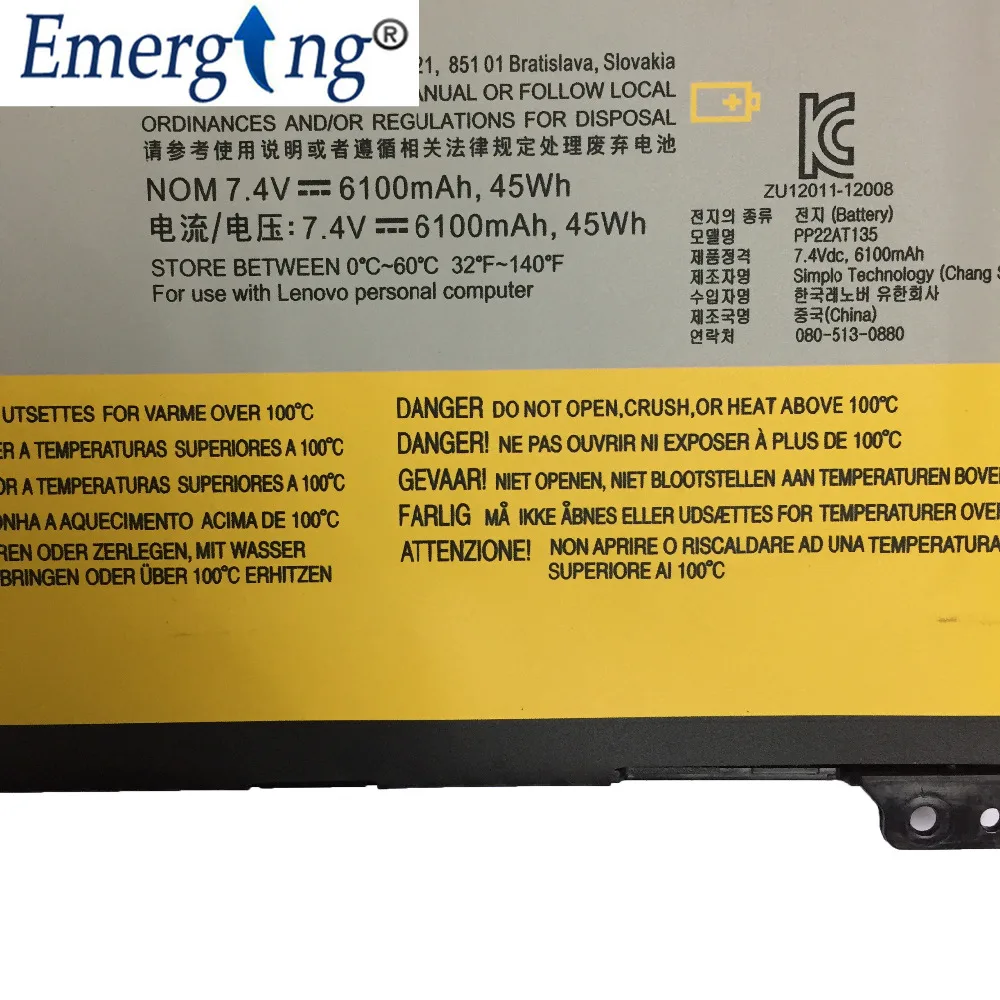 Emerging®
21, 851 01 Bratislava, Slovakia
ANUAL OR FOLLOW LOCAL
ORDINANCES AND/OR REGULATIONS FOR DISPOSAL
请参考使用说明或者遵循相关法律规定处理废弃电池
NOM 7.4V 6100mAh, 45Wh
电流/电压: 7.4V 6100mAh, 45Wh
STORE BETWEEN 0°C~60°C 32°F~140°F
For use with Lenovo personal computer
ZU12011-12008
전지의 종류 전지 (Battery)
모델명 PP22AT135
제품정격 7.4Vdc, 6100mAh
제조자명 Simplo Technology (Chang S
수입자명 한국레노버 유한회사
제조국명 중국(China)
연락처 080-513-0880
UTSETTES FOR VARME OVER 100°C
ER A TEMPERATURAS SUPERIORES A 100°C
OR A TEMPERATURAS SUPERIORES A 100°C
ONHA A AQUECIMENTO ACIMA DE 100°C
REN ODER ZERLEGEN, MIT WASSER
BRINGEN ODER ÜBER 100°C ERHITZEN
DANGER DO NOT OPEN,CRUSH,OR HEAT ABOVE 100°C
DANGER! NE PAS OUVRIR NI EXPOSER À PLUS DE 100°C
GEVAAR! NIET OPENEN, NIET BLOOTSTELLEN AAN TEMPERATUREN BOVE
FARLIG MÅ IKKE ÅBNES ELLER UDSÆTTES FOR TEMPERATURER OVER
ATTENZIONE! NON APRIRE O RISCALDARE AD UNA TEMPERATURA
SUPERIORE AI 100°C